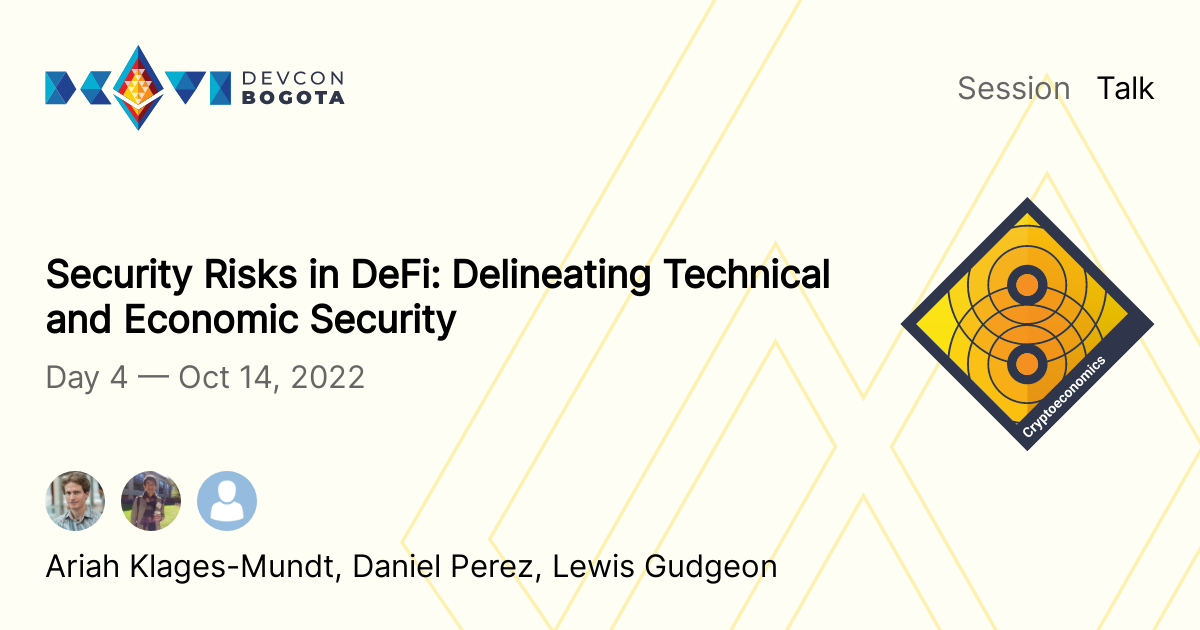 DEVCON
BOGOTA
Session Talk
Security Risks in DeFi: Delineating Technical
and Economic Security
Day 4 — Oct 14, 2022
Cryptoeconomics
Ariah Klages-Mundt, Daniel Perez, Lewis Gudgeon